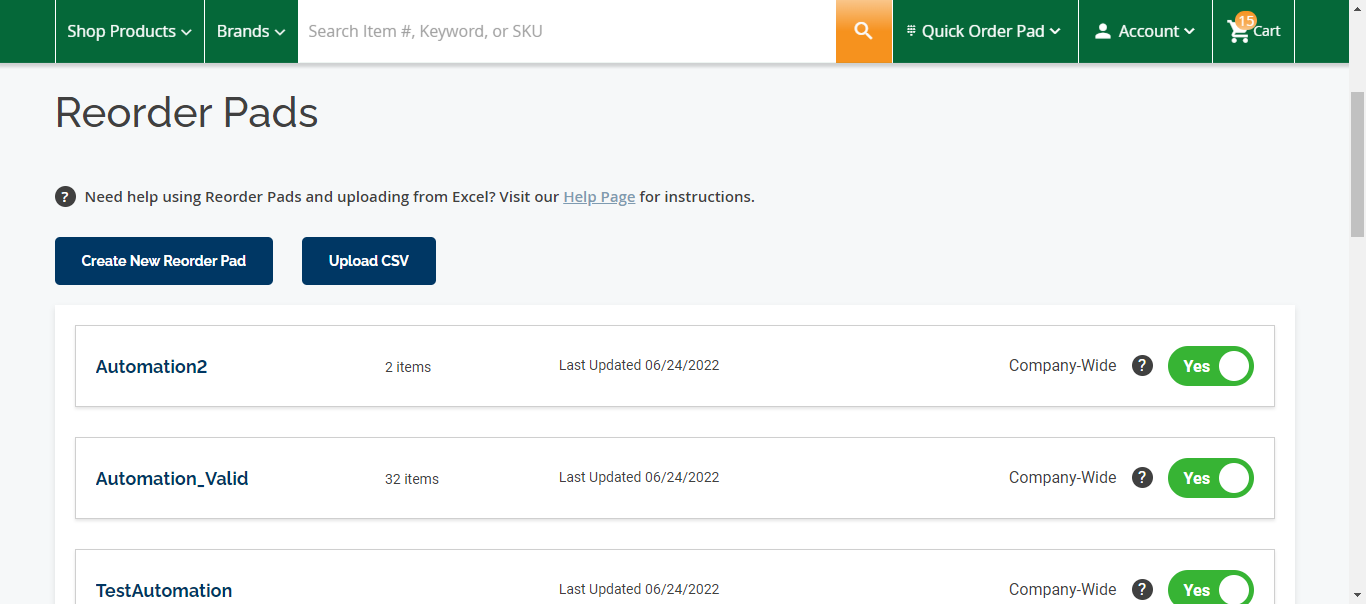 Shop Products Brands Search Item #, Keyword, or SKU Quick Order Pad Account 15 Cart
Reorder Pads
? Need help using Reorder Pads and uploading from Excel? Visit our Help Page for instructions.
Create New Reorder Pad Upload CSV
Automation2 2 items Last Updated 06/24/2022 Company-Wide ? Yes
Automation_Valid 32 items Last Updated 06/24/2022 Company-Wide ? Yes
TestAutomation Last Updated 06/24/2022 Company-Wide ? Yes